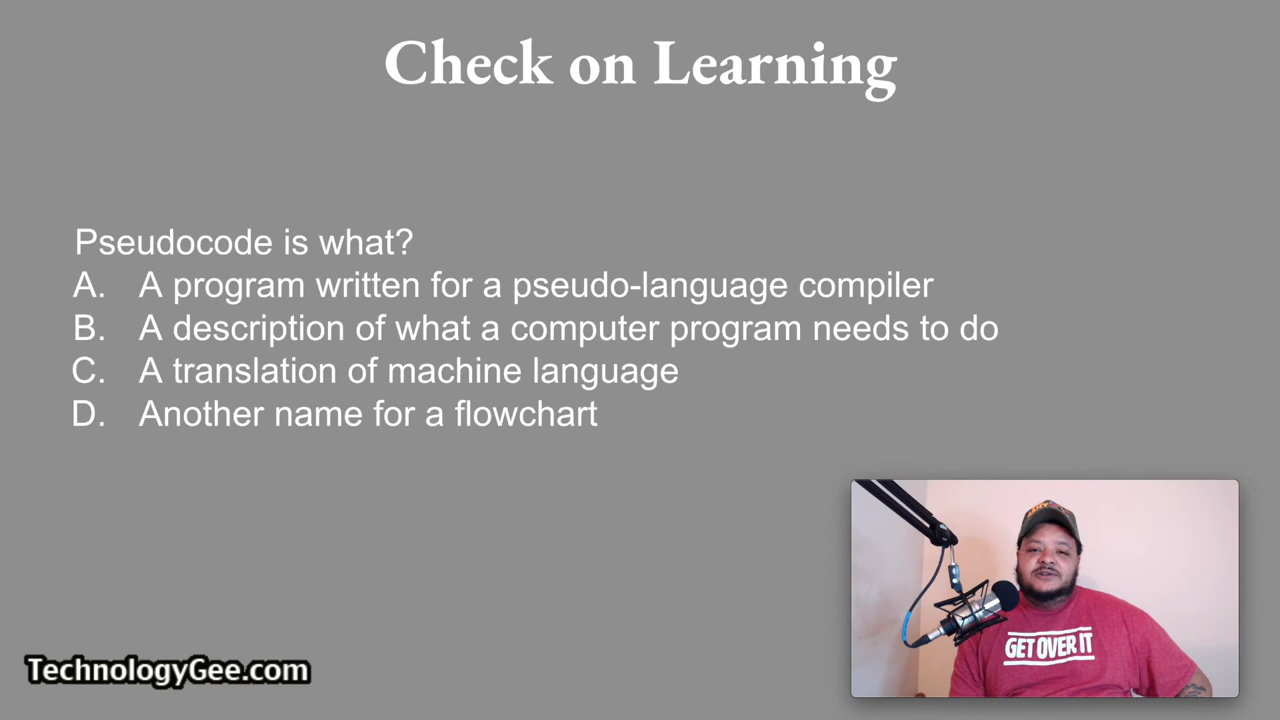 Check on Learning
Pseudocode is what?
A. A program written for a pseudo-language compiler
B. A description of what a computer program needs to do
C. A translation of machine language
D. Another name for a flowchart
GET OVER IT
TechnologyGee.com